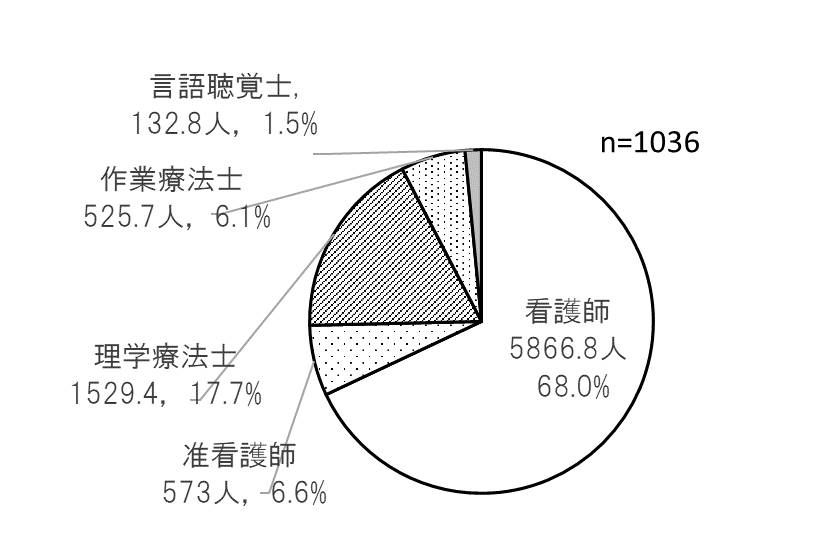 言語聴覚士,
132.8人, 1.5%
n=1036
作業療法士
525.7人, 6.1%
看護師
5866.8人
68.0%
理学療法士
1529.4, 17.7%
准看護師
573人, 6.6%